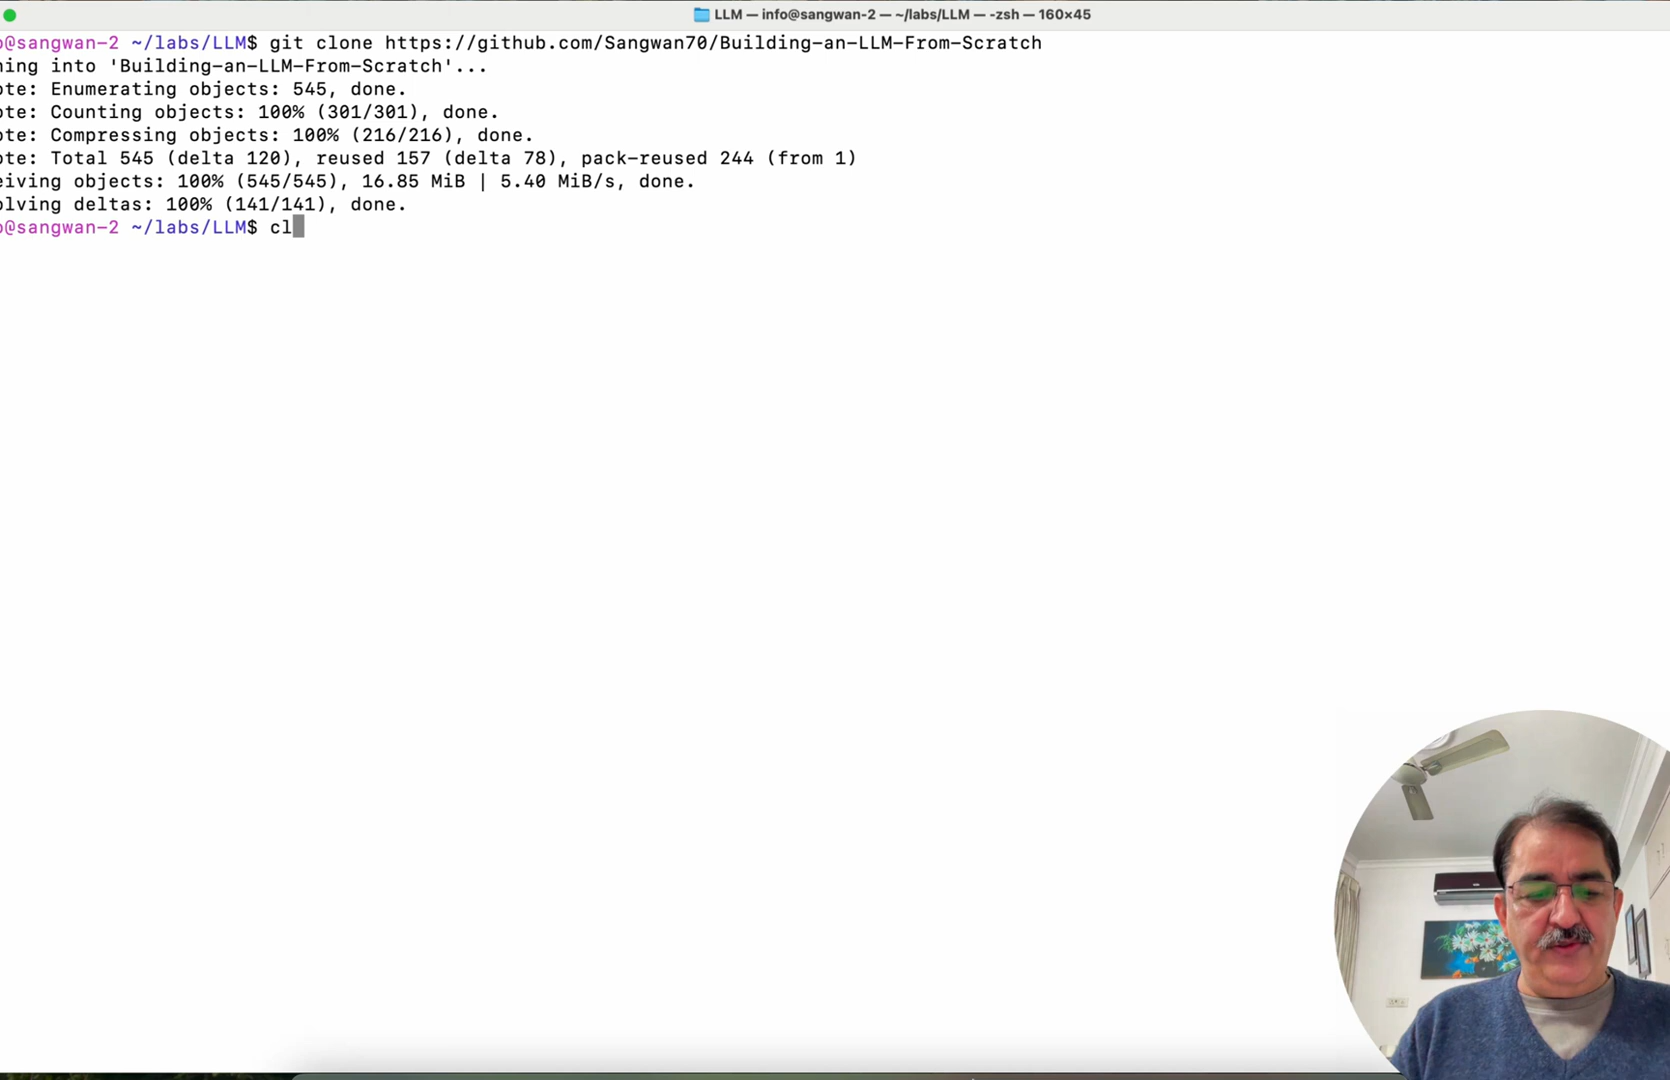 LLM — info@sangwan-2 — ~/labs/LLM — -zsh — 160×45
o@sangwan-2 ~/labs/LLM$ git clone https://github.com/Sangwan70/Building-an-LLM-From-Scratch
ning into 'Building-an-LLM-From-Scratch'...
ote: Enumerating objects: 545, done.
ote: Counting objects: 100% (301/301), done.
ote: Compressing objects: 100% (216/216), done.
ote: Total 545 (delta 120), reused 157 (delta 78), pack-reused 244 (from 1)
eiving objects: 100% (545/545), 16.85 MiB | 5.40 MiB/s, done.
olving deltas: 100% (141/141), done.
o@sangwan-2 ~/labs/LLM$ cl